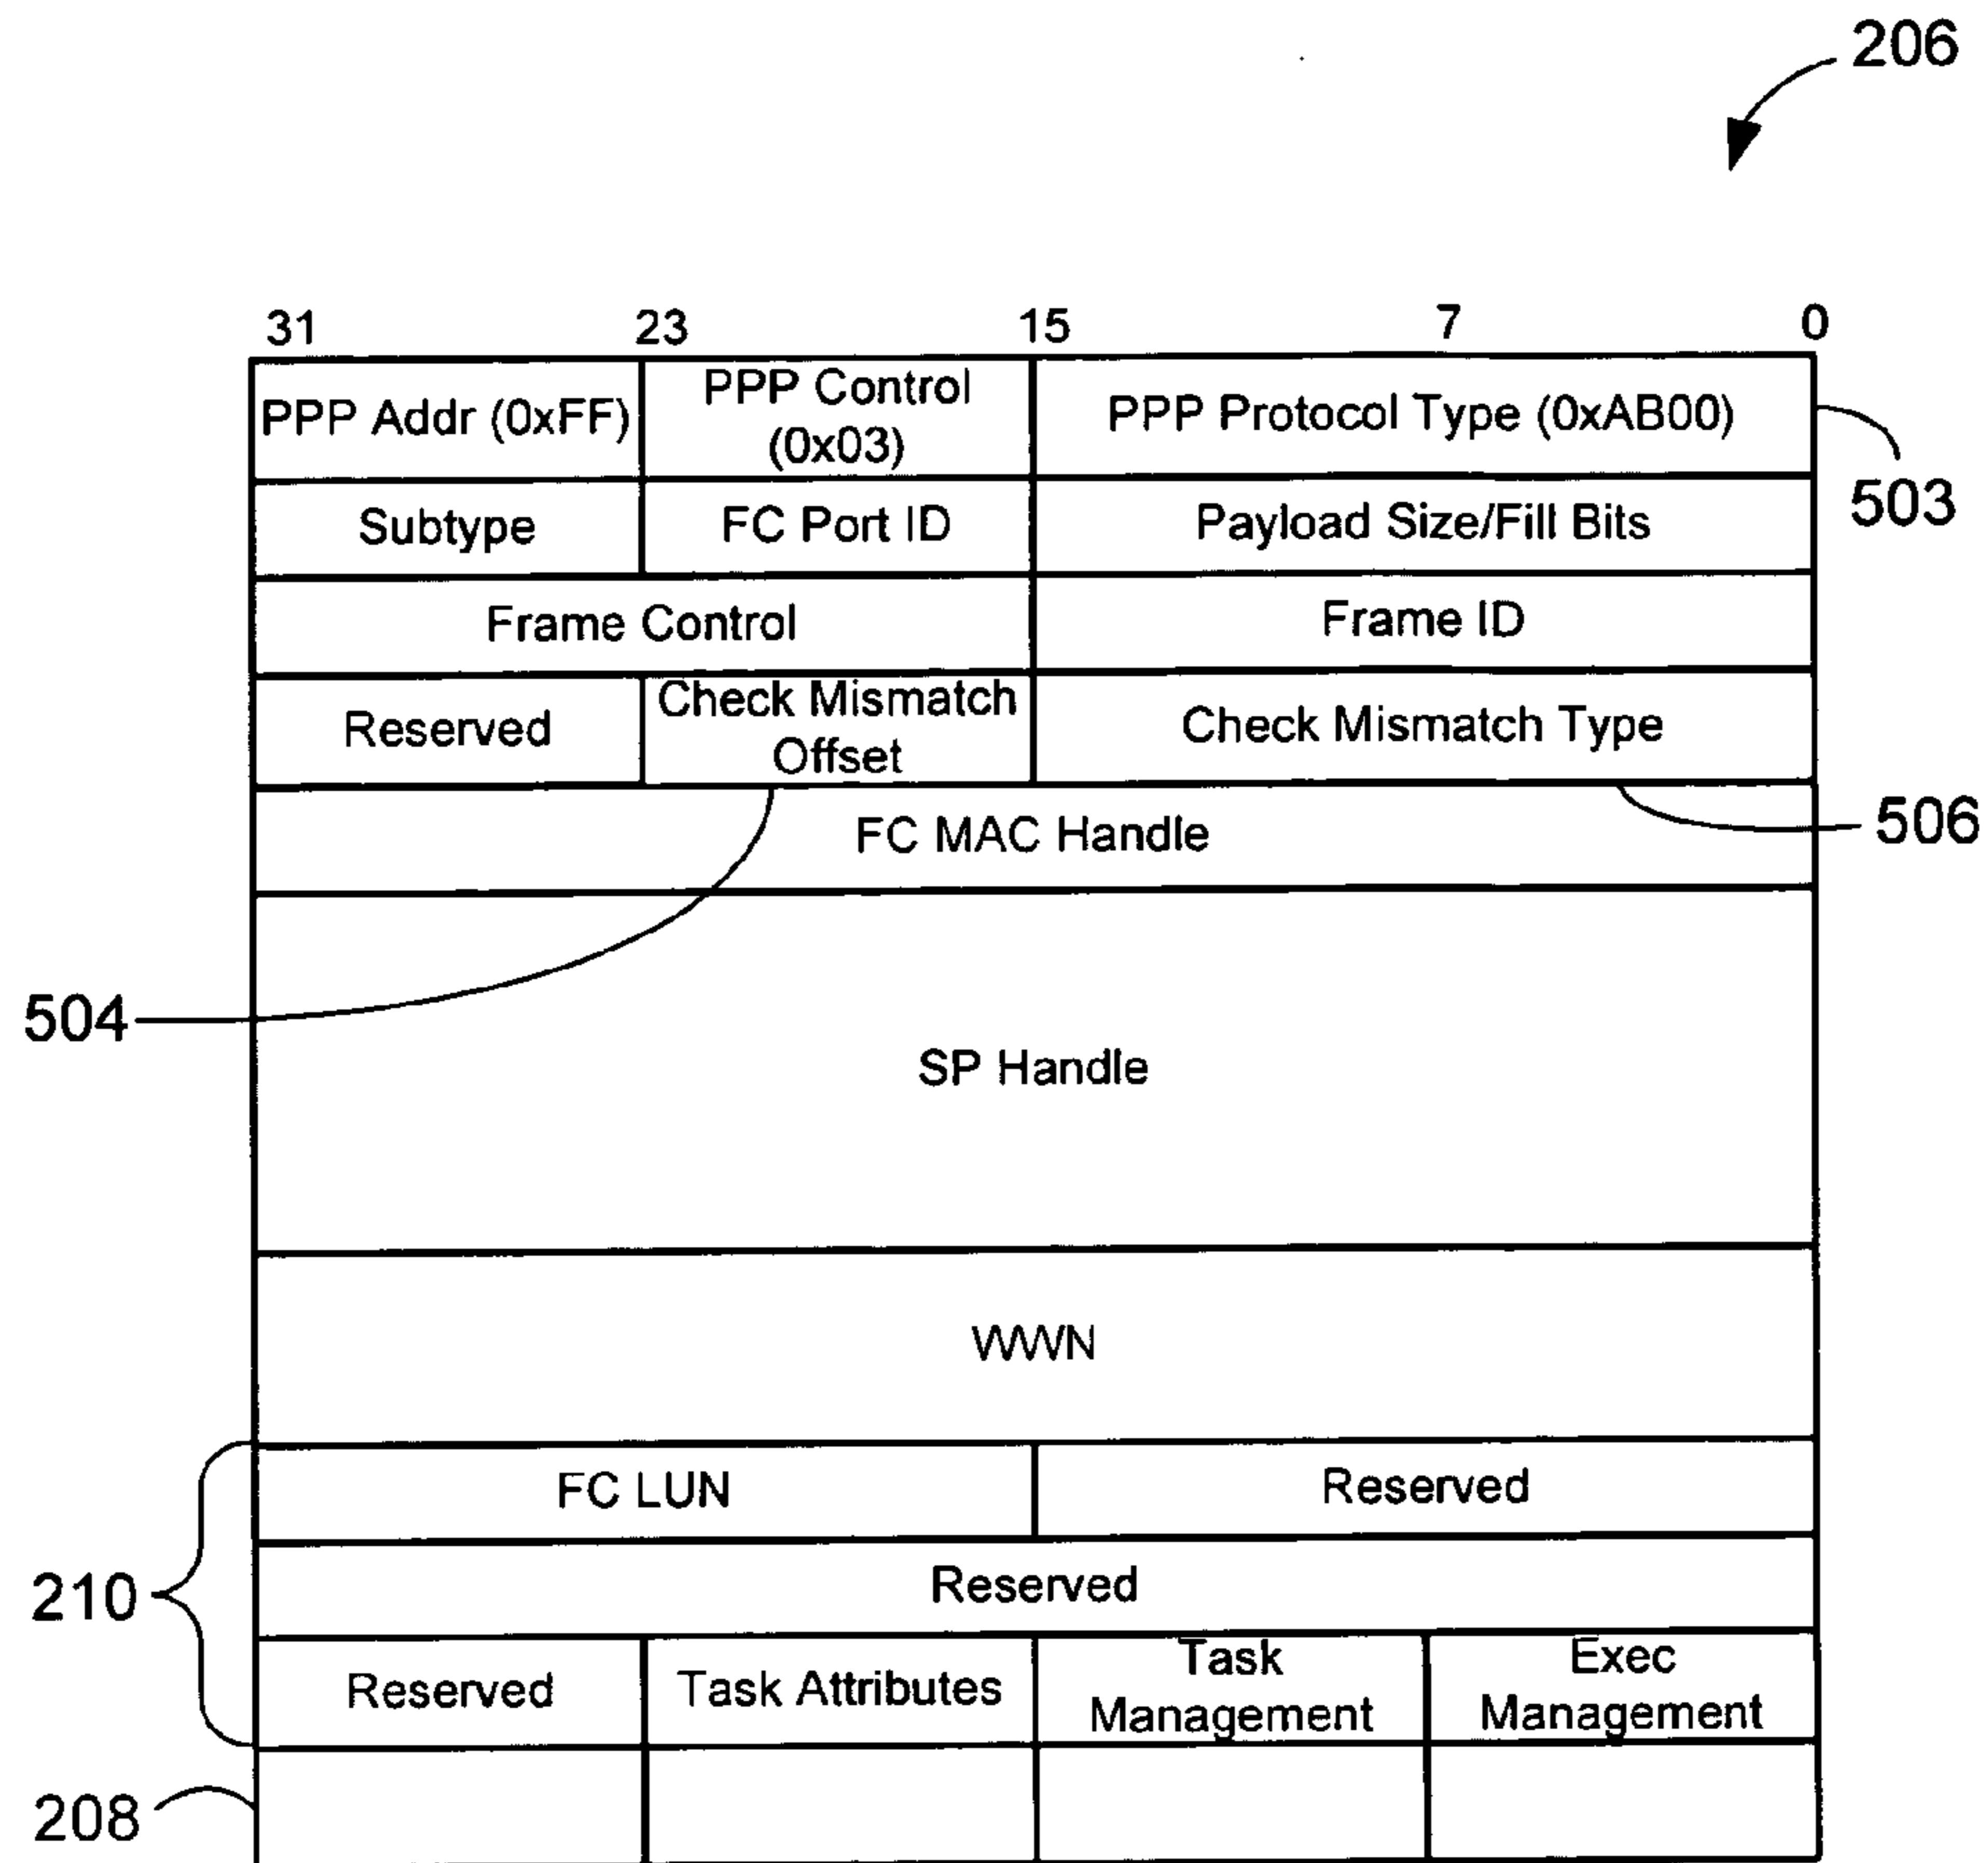 206
31 23 15 7 0
PPP Addr (0xFF) PPP Control (0x03) PPP Protocol Type (0xAB00)
503
Subtype FC Port ID Payload Size/Fill Bits
Frame Control Frame ID
Reserved Check Mismatch Offset Check Mismatch Type
506
FC MAC Handle
504
SP Handle
WWN
210
FC LUN Reserved
Reserved
Reserved Task Attributes Task Management Exec Management
208